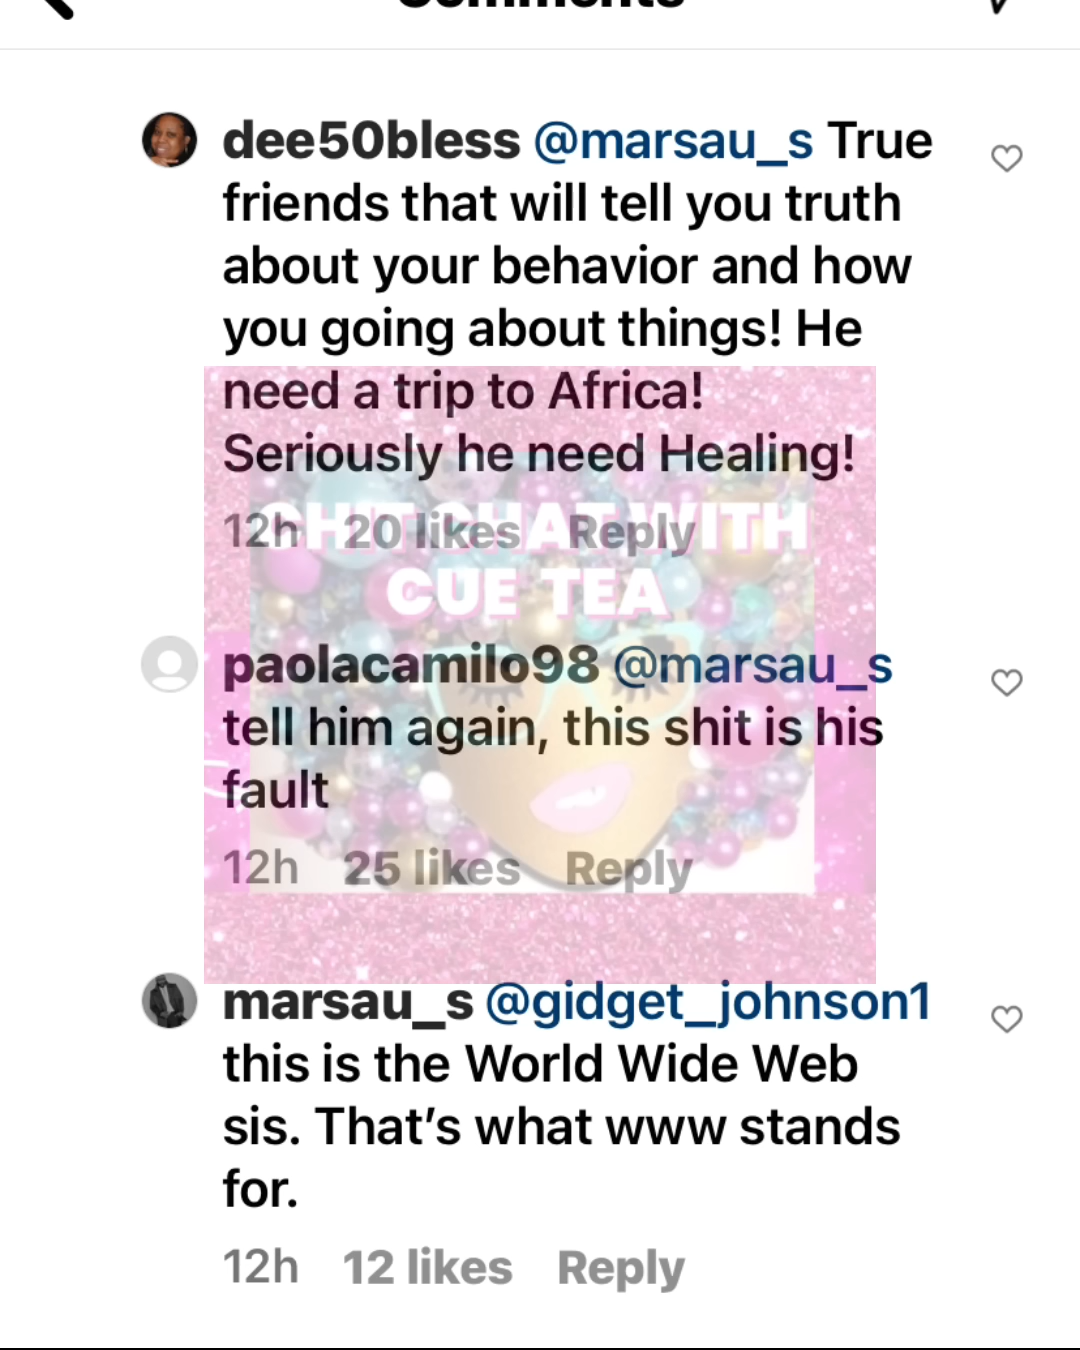 Comments
dee50bless @marsau_s True
friends that will tell you truth
about your behavior and how
you going about things! He
need a trip to Africa!
Seriously he need Healing!
12h 20 likes Reply
CHIT CHAT WITH
CUE TEA
paolacamilo98 @marsau_s
tell him again, this shit is his
fault
12h 25 likes Reply
marsau_s @gidget_johnson1
this is the World Wide Web
sis. That’s what www stands
for.
12h 12 likes Reply